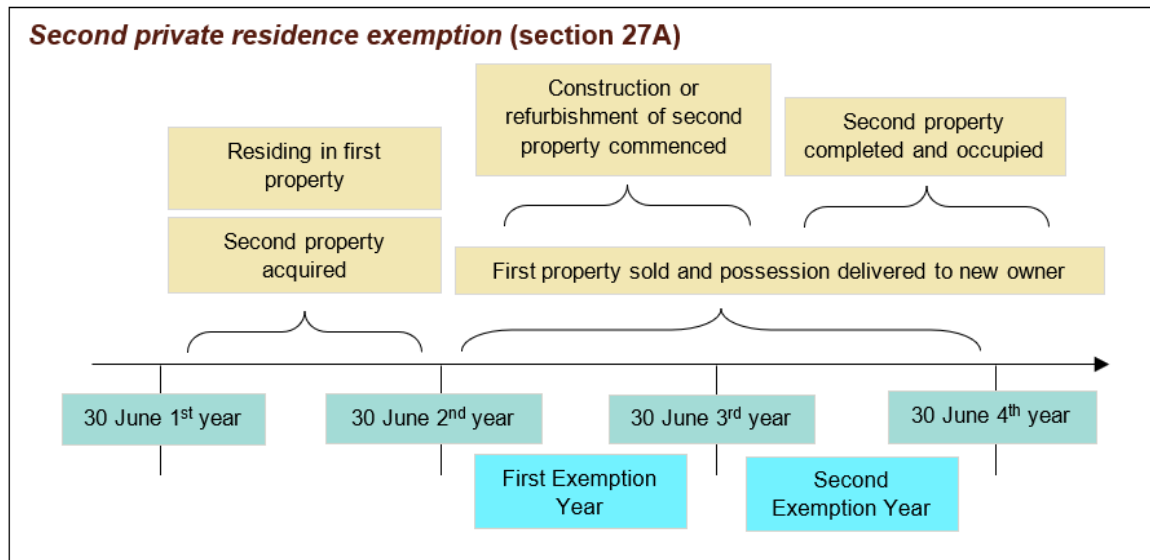 Second private residence exemption (section 27A)
Construction or
refurbishment of second
property commenced
Second property
completed and occupied
Residing in first
property
Second property
acquired
First property sold and possession delivered to new owner
30 June 1st year
30 June 2nd year
30 June 3rd year
30 June 4th year
First Exemption
Year
Second
Exemption Year